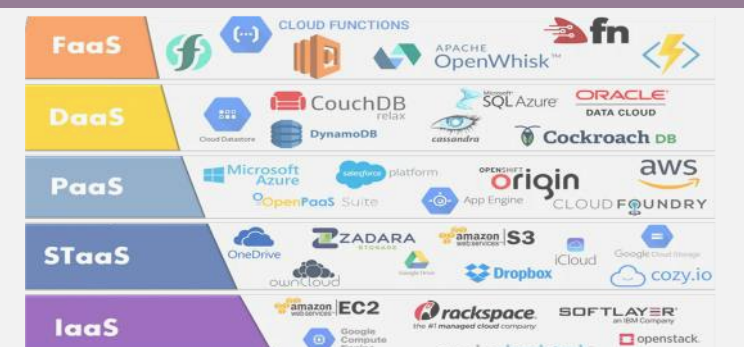 FaaS
CLOUD FUNCTIONS
APACHE
OpenWhisk™
fn
DaaS
Cloud Datastore
CouchDB
relax
DynamoDB
Microsoft
SQL Azure
cassandra
ORACLE
DATA CLOUD
Cockroach DB
PaaS
Microsoft
Azure
OpenPaaS Suite
salesforce platform
App Engine
OPENSHIFT
origin
aws
CLOUD FOUNDRY
STaaS
OneDrive
ownCloud
ZADARA
STORAGE
Google Drive
amazon S3
web services
Dropbox
iCloud
Google Cloud Storage
cozy.io
IaaS
amazon EC2
web services
Google
Compute
rackspace.
the #1 managed cloud company
SOFTLAYER
an IBM Company
openstack.